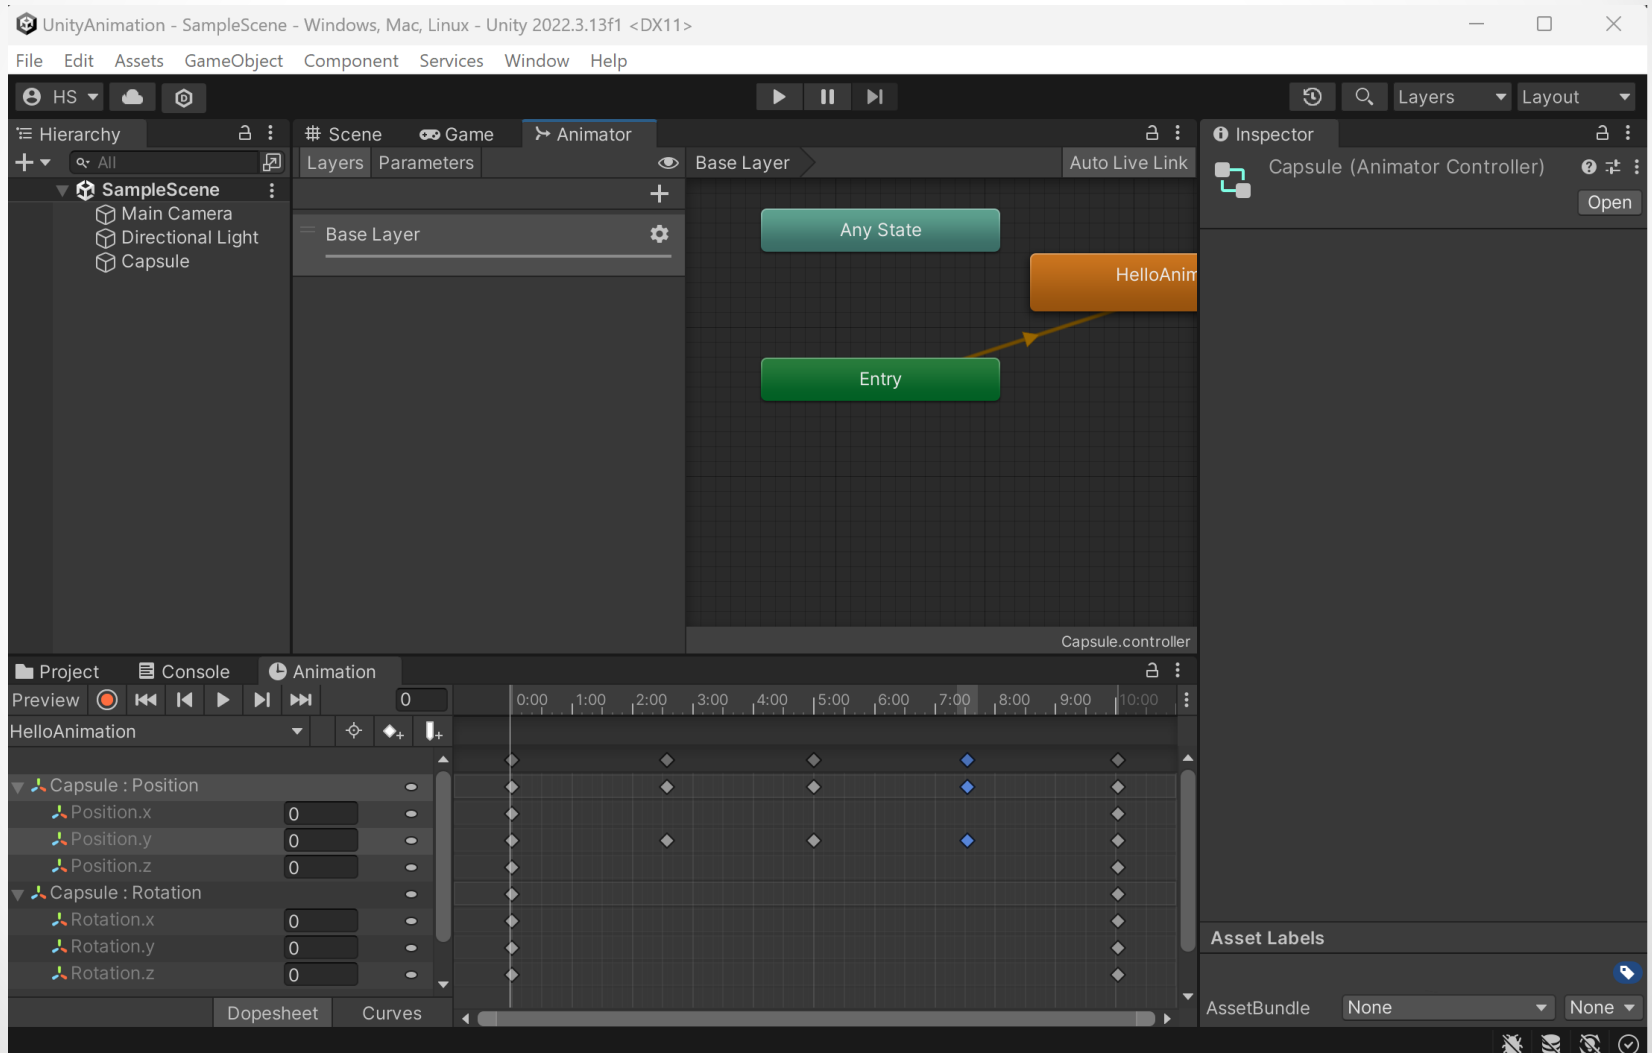 UnityAnimation - SampleScene - Windows, Mac, Linux - Unity 2022.3.13f1 <DX11>
File Edit Assets GameObject Component Services Window Help
HS Layers Layout
Hierarchy
All
SampleScene
Main Camera
Directional Light
Capsule
Scene Game Animator
Layers Parameters Base Layer Auto Live Link
Base Layer
Any State
HelloAnim
Entry
Capsule.controller
Inspector
Capsule (Animator Controller)
Open
Project Console Animation
Preview 0 0:00 1:00 2:00 3:00 4:00 5:00 6:00 7:00 8:00 9:00 10:00
HelloAnimation
Capsule : Position
Position.x 0
Position.y 0
Position.z 0
Capsule : Rotation
Rotation.x 0
Rotation.y 0
Rotation.z 0
Dopesheet Curves
Asset Labels
AssetBundle None None